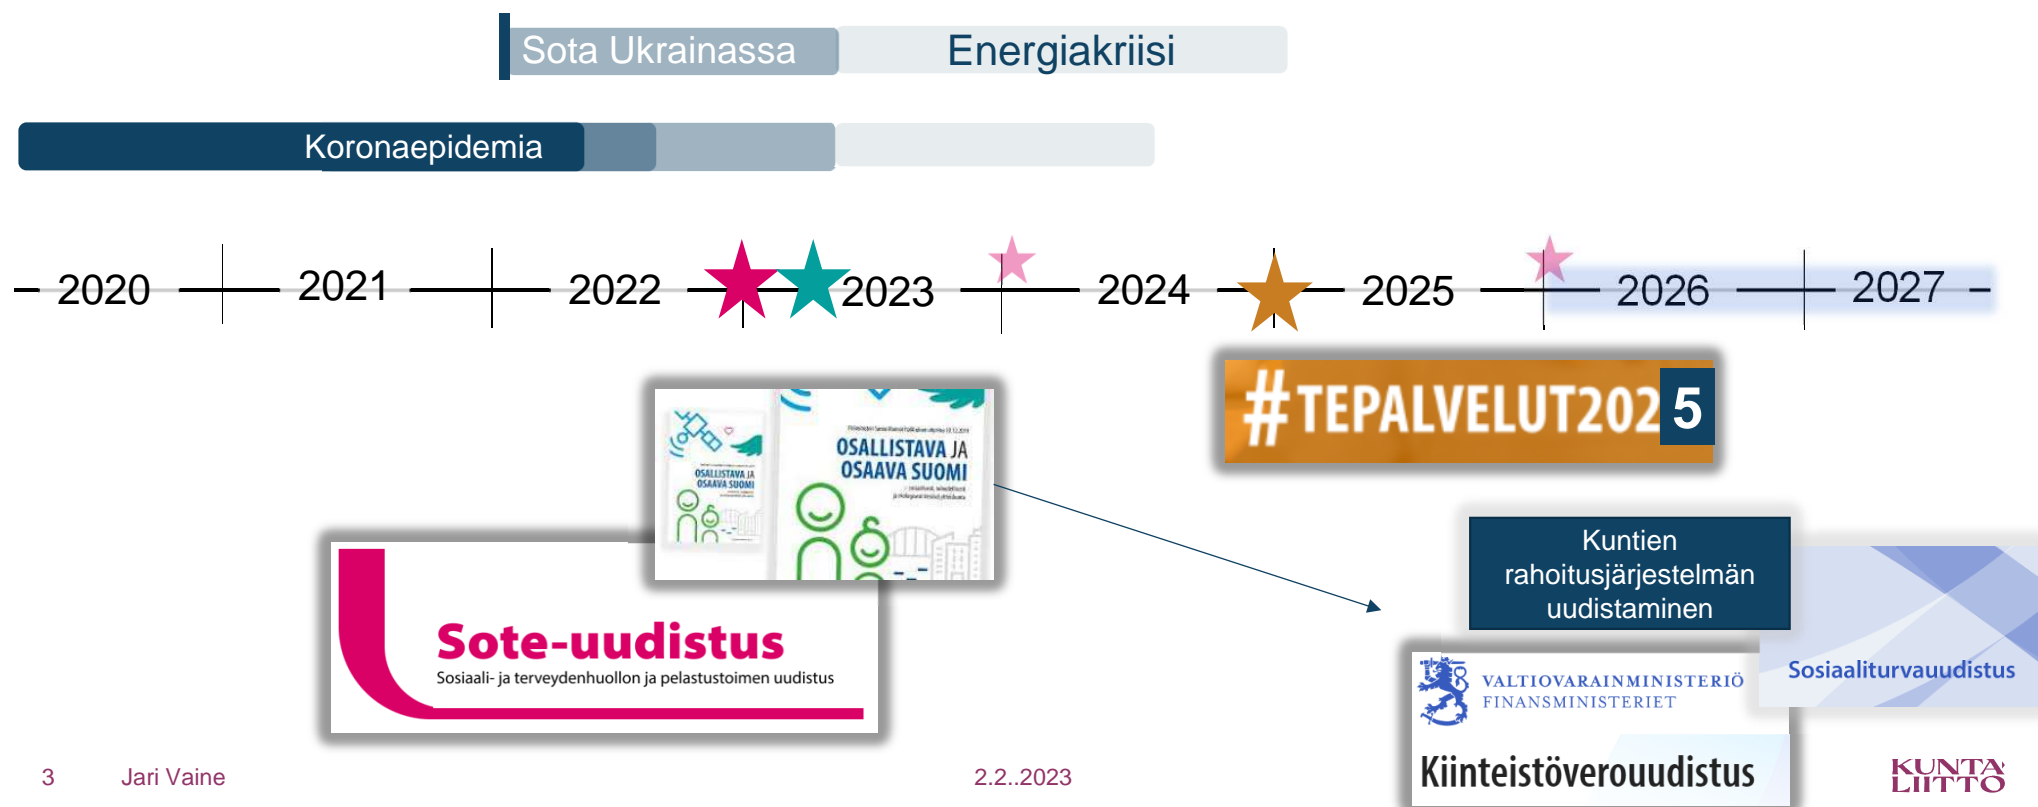 Sota Ukrainassa
Energiakriisi
Koronaepidemia
2020
2021
2022
2023
2024
2025
2026
2027
#TEPALVELUT2025
OSALLISTAVA JA
OSAAVA SUOMI
OSALLISTAVA JA
OSAAVA SUOMI
Kuntien
rahoitusjärjestelmän
uudistaminen
Sote-uudistus
Sosiaali- ja terveydenhuollon ja pelastustoimen uudistus
VALTIOVARAINMINISTERIÖ
FINANSMINISTERIET
Kiinteistöverouudistus
Sosiaaliturvauudistus
3
Jari Vaine
2.2..2023
KUNTA
LIITTO